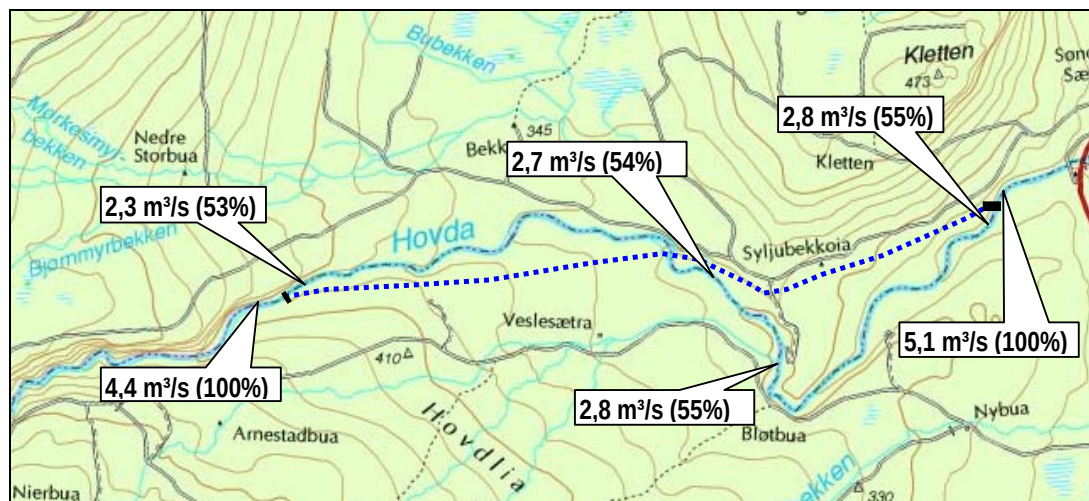 Bubekken
Kletten
473
Søn
Sæ
2,8 m³/s (55%)
Mørkesmyr-
bekken
Nedre
Storbua
345
Bekk
2,7 m³/s (54%)
Kletten
2,3 m³/s (53%)
Hovda
Bjømmyrbekken
Syljubekkoia
Veslesætra
5,1 m³/s (100%)
410
4,4 m³/s (100%)
2,8 m³/s (55%)
Hovdlia
Arnestadbua
Bløtbua
Nybua
Nierbua
bekken
330